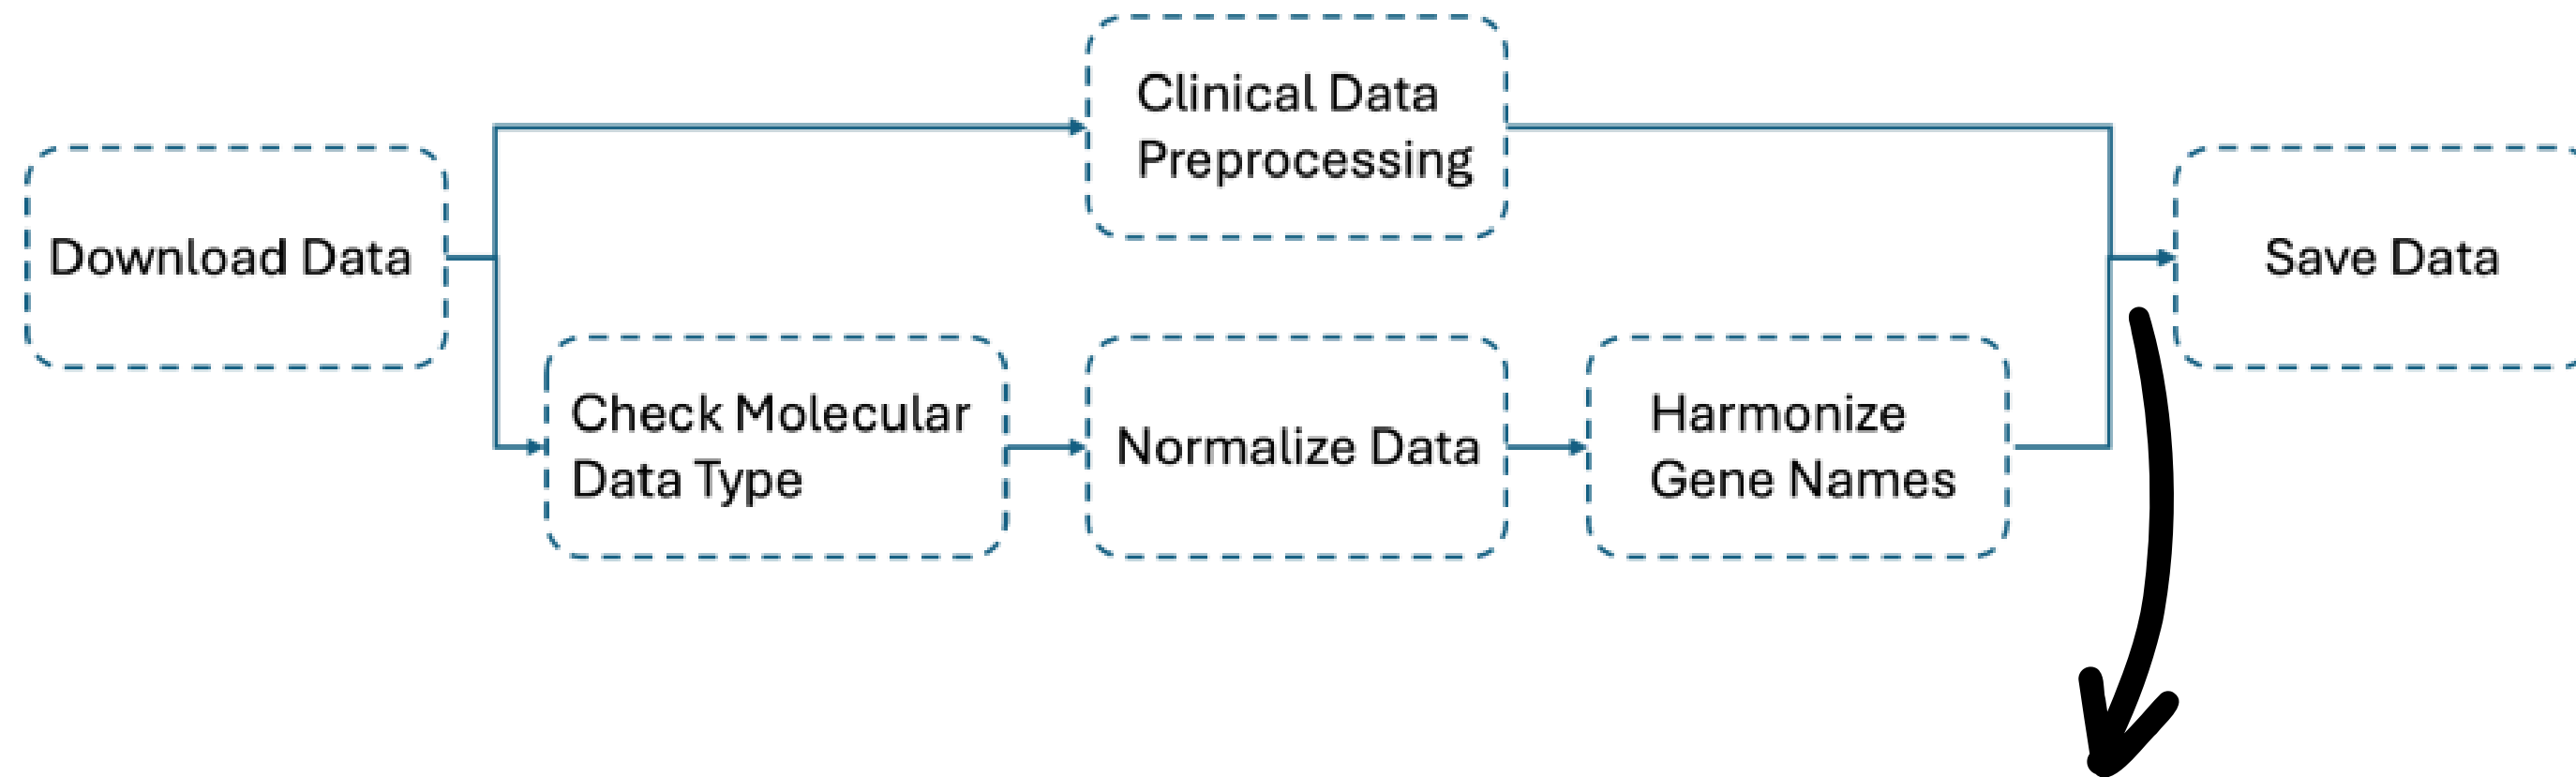 Download Data
Clinical Data
Preprocessing
Check Molecular
Data Type
Normalize Data
Harmonize
Gene Names
Save Data